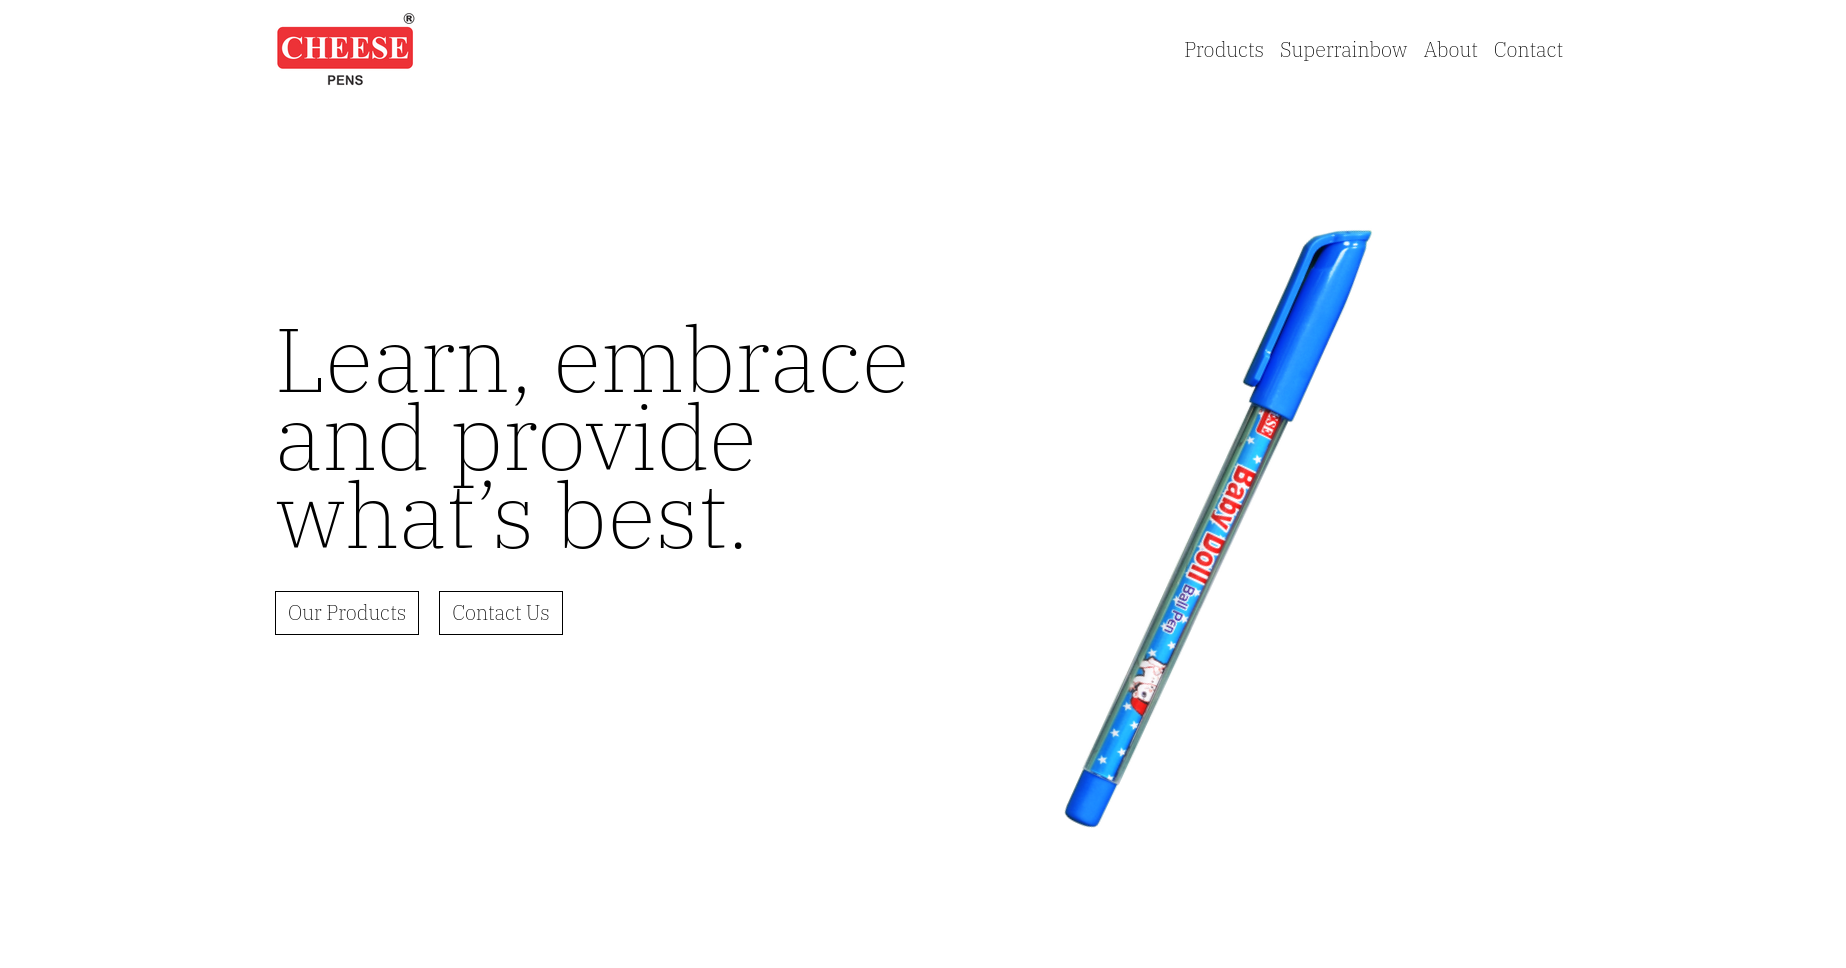 ®
CHEESE
PENS
Products Superrainbow About Contact
Learn, embrace
and provide
what’s best.
Our Products Contact Us
Baby Doll
Ball Pen